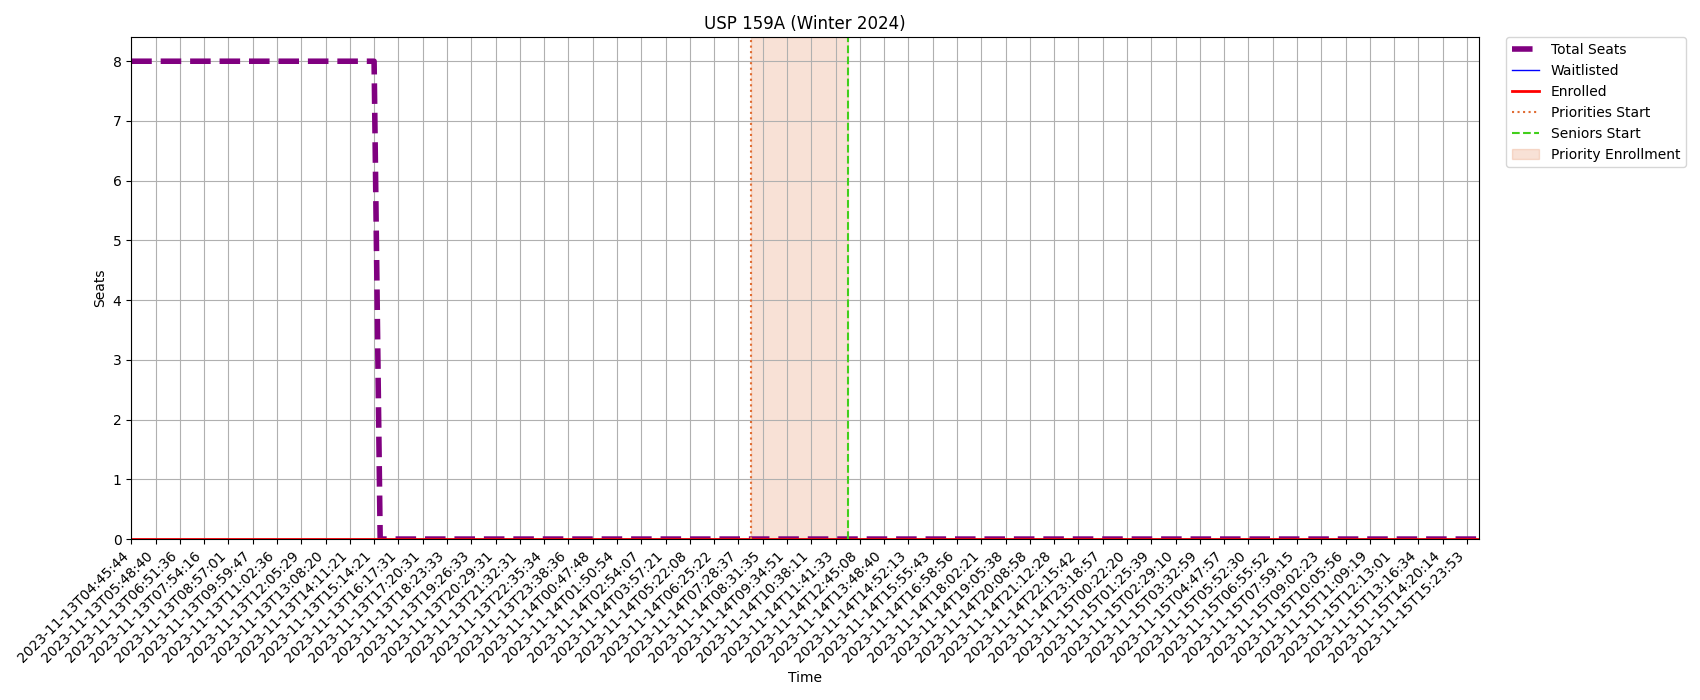 USP 159A (Winter 2024)
Total Seats
Waitlisted
Enrolled
Priorities Start
Seniors Start
Priority Enrollment
Seats
8
7
6
5
4
3
2
1
0
2023-11-13T04:45:44
2023-11-13T05:48:40
2023-11-13T06:51:36
2023-11-13T07:54:16
2023-11-13T08:57:01
2023-11-13T09:59:47
2023-11-13T11:02:36
2023-11-13T12:05:29
2023-11-13T13:08:20
2023-11-13T14:11:21
2023-11-13T15:14:21
2023-11-13T16:17:31
2023-11-13T17:20:31
2023-11-13T18:23:33
2023-11-13T19:26:33
2023-11-13T20:29:31
2023-11-13T21:32:31
2023-11-13T22:35:34
2023-11-13T23:38:36
2023-11-14T00:47:48
2023-11-14T01:50:54
2023-11-14T02:54:07
2023-11-14T03:57:21
2023-11-14T05:22:08
2023-11-14T06:25:22
2023-11-14T07:28:37
2023-11-14T08:31:35
2023-11-14T09:34:51
2023-11-14T10:38:11
2023-11-14T11:41:33
2023-11-14T12:45:08
2023-11-14T13:48:40
2023-11-14T14:52:13
2023-11-14T15:55:43
2023-11-14T16:58:56
2023-11-14T18:02:21
2023-11-14T19:05:38
2023-11-14T20:08:58
2023-11-14T21:12:28
2023-11-14T22:15:42
2023-11-14T23:18:57
2023-11-15T00:22:20
2023-11-15T01:25:39
2023-11-15T02:29:10
2023-11-15T03:32:59
2023-11-15T04:47:57
2023-11-15T05:52:30
2023-11-15T06:55:52
2023-11-15T07:59:15
2023-11-15T09:02:23
2023-11-15T10:05:56
2023-11-15T11:09:19
2023-11-15T12:13:01
2023-11-15T13:16:34
2023-11-15T14:20:14
2023-11-15T15:23:53
Time